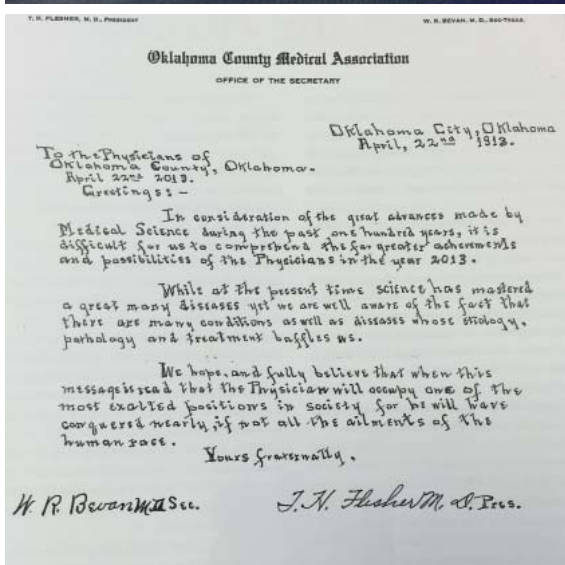 T. H. FLESHER, M. D., PRESIDENT
W. R. BEVAN, M. D., SEC-TREAS.
Oklahoma County Medical Association
OFFICE OF THE SECRETARY
Oklahoma City, Oklahoma
April, 22nd 1913.
To the Physicians of
Oklahoma County, Oklahoma.
April 22nd 2013.
Greetings: -
In consideration of the great advances made by
Medical Science during the past one hundred years, it is
difficult for us to comprehend the far greater acheivments
and possibilities of the Physicians in the year 2013.
While at the present time science has mastered
a great many diseases yet we are well aware of the fact that
there are many conditions as well as diseases whose etiology,
pathology and treatment baffles us.
We hope, and fully believe that when this
message is read that the Physician will occupy one of the
most exalted positions in society for he will have
conquered nearly, if not all the ailments of the
human race.
Yours fraternally,
W. R. Bevan M.D Sec.
T. H. Flesher M. D. Pres.